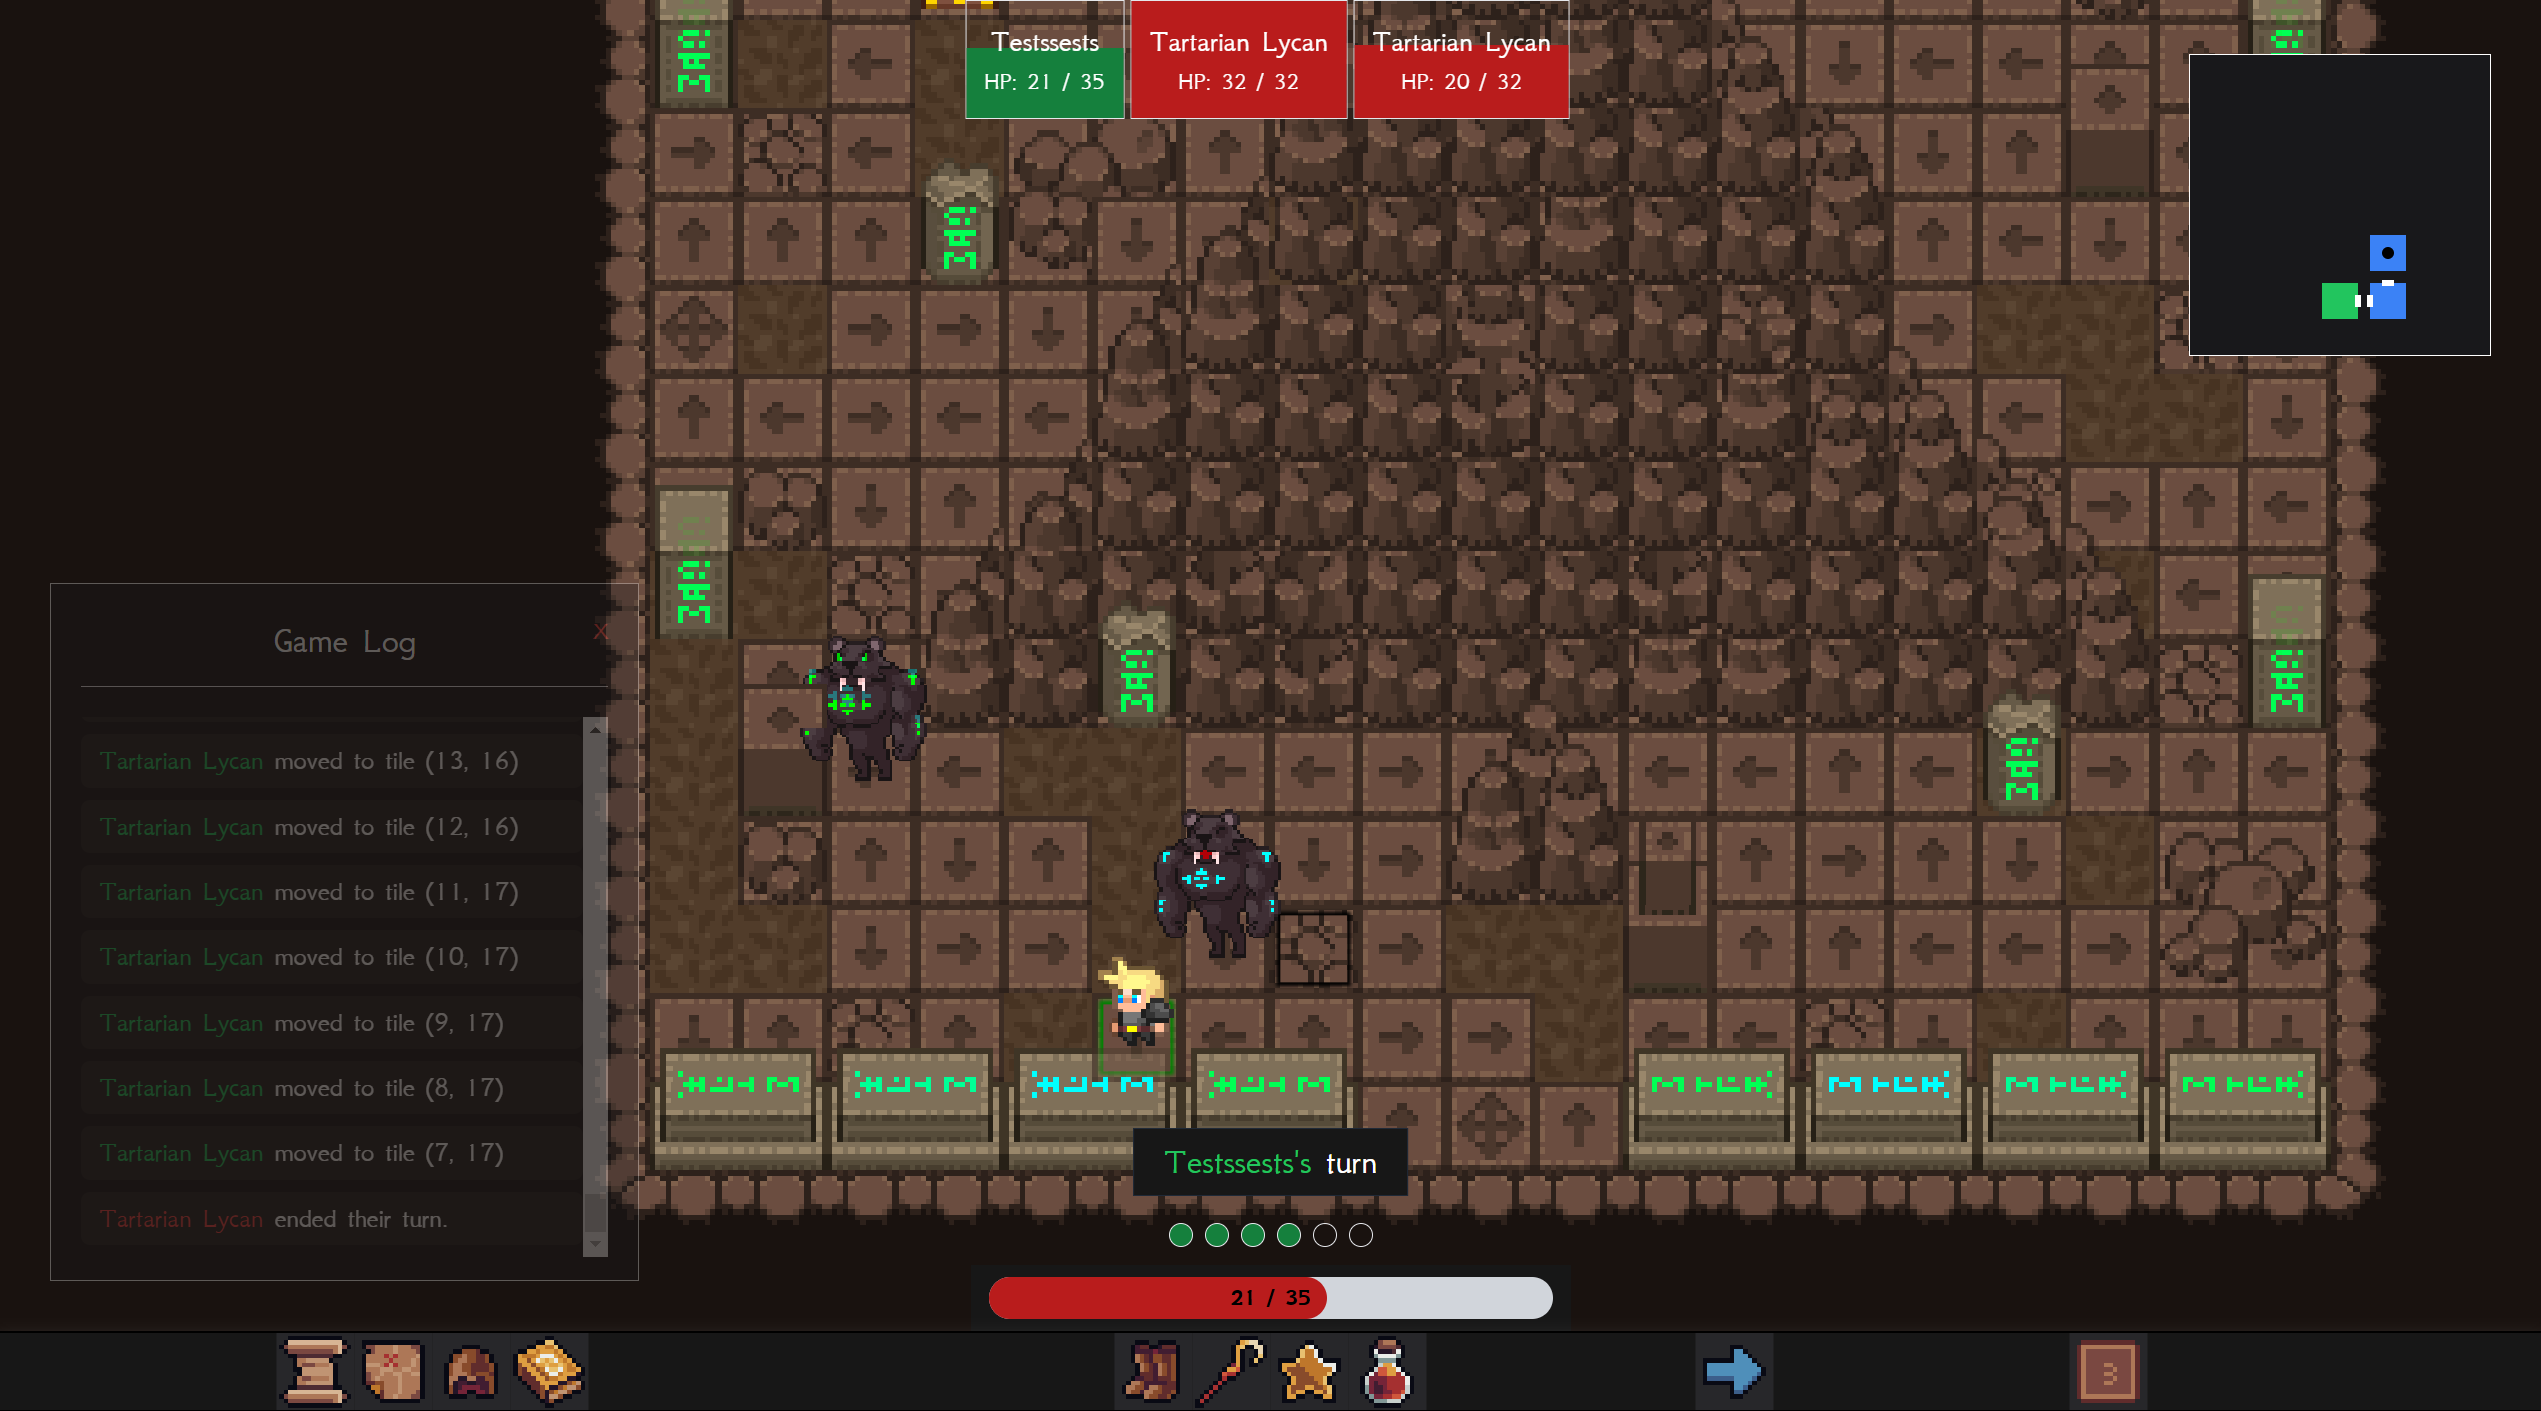 Testssests
HP: 21 / 35
Tartarian Lycan
HP: 32 / 32
Tartarian Lycan
HP: 20 / 32
Game Log
X
Tartarian Lycan moved to tile (13, 16)
Tartarian Lycan moved to tile (12, 16)
Tartarian Lycan moved to tile (11, 17)
Tartarian Lycan moved to tile (10, 17)
Tartarian Lycan moved to tile (9, 17)
Tartarian Lycan moved to tile (8, 17)
Tartarian Lycan moved to tile (7, 17)
Tartarian Lycan ended their turn.
Testssests's turn
21 / 35
3